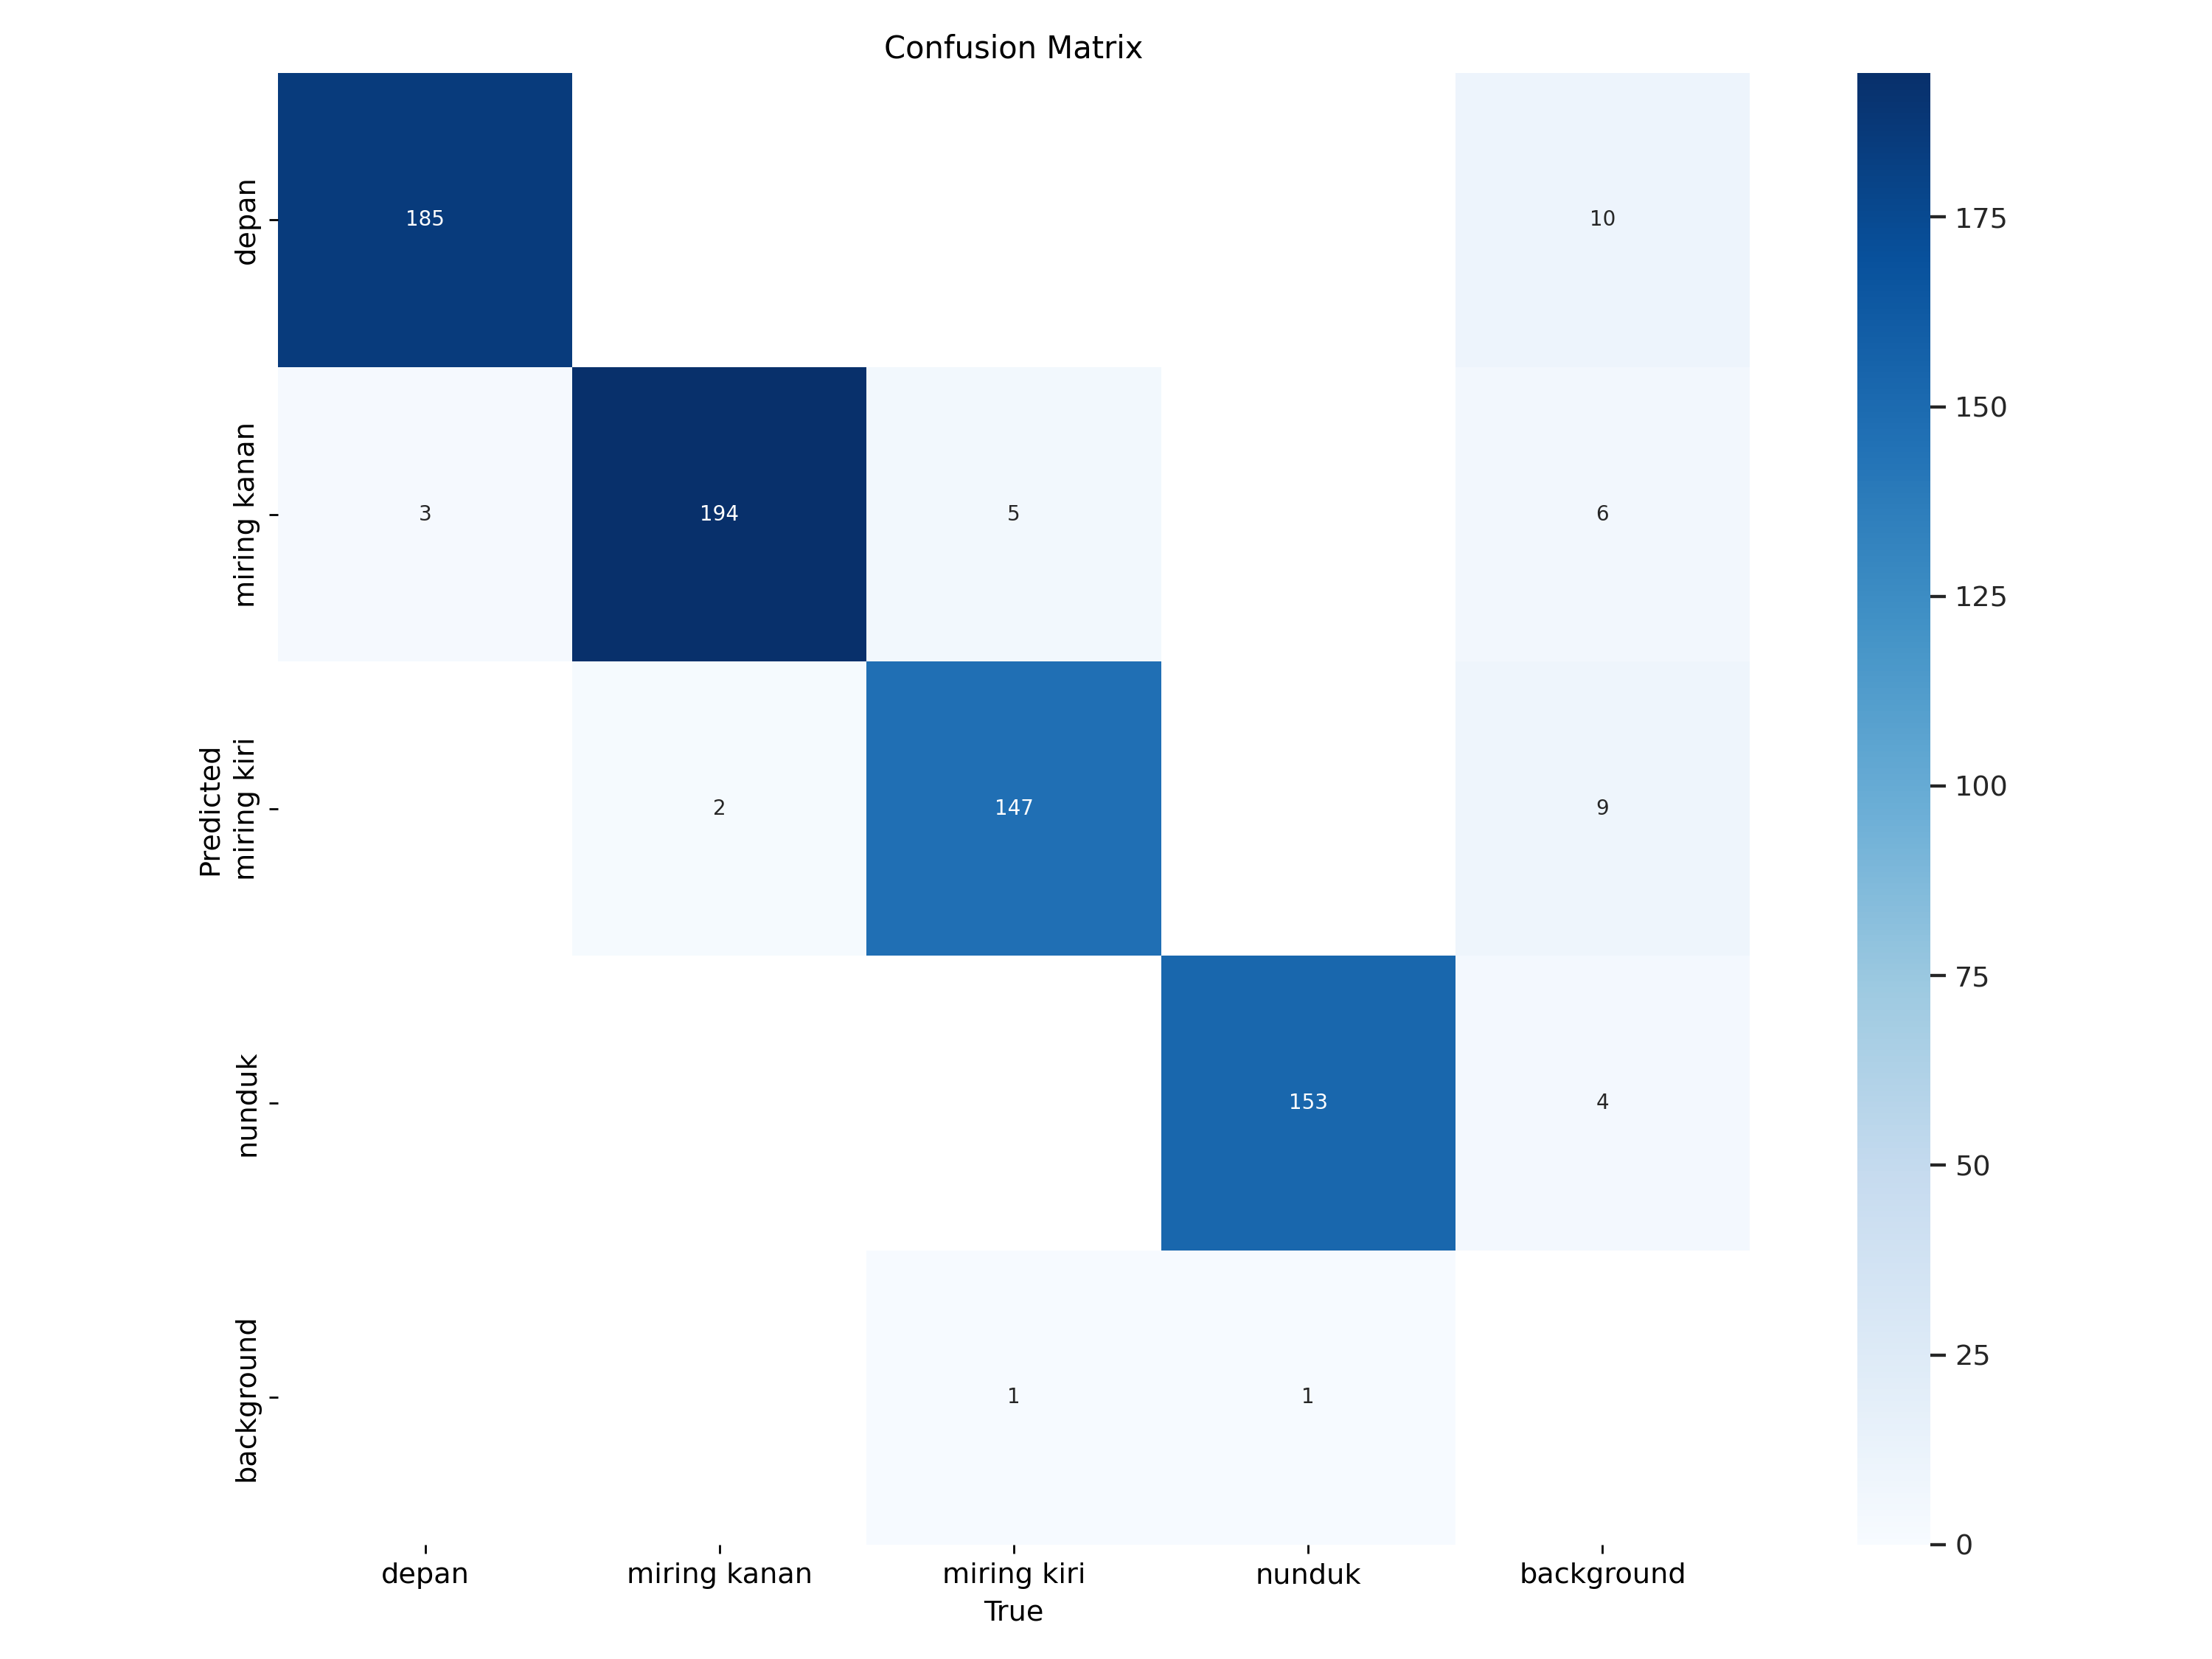 Confusion Matrix
depan
185
10
miring kanan
3
194
5
6
Predicted
miring kiri
2
147
9
nunduk
153
4
background
1
1
depan
miring kanan
miring kiri
nunduk
background
True
175
150
125
100
75
50
25
0